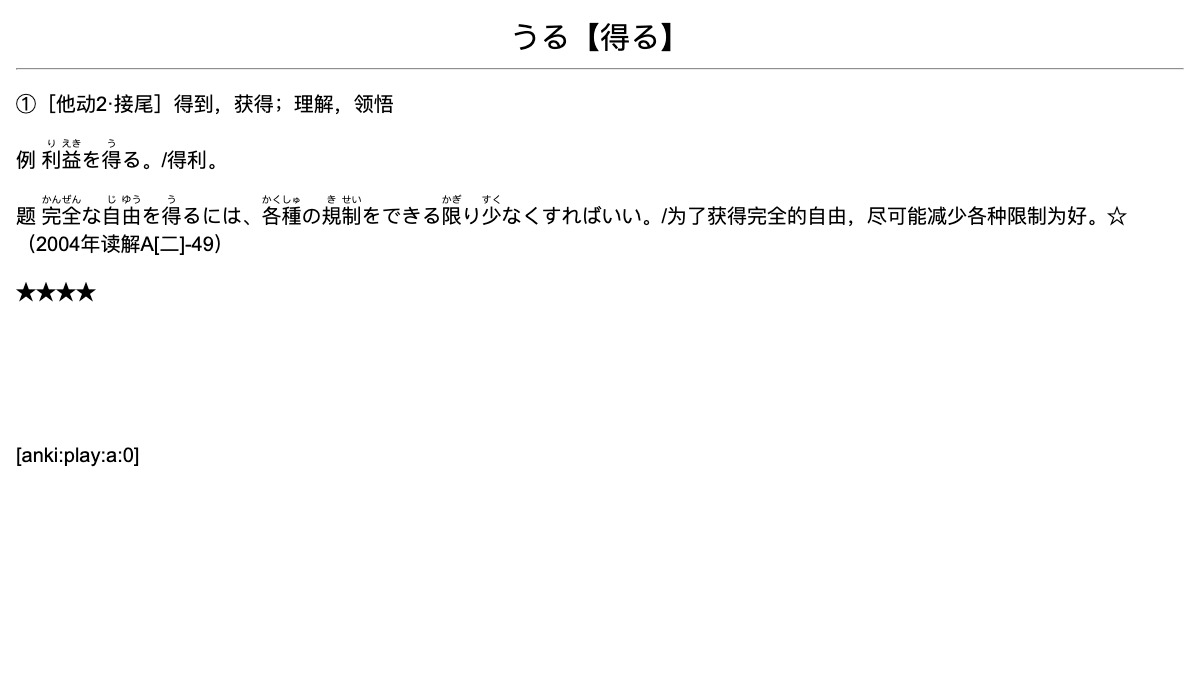 うる【得る】
①［他动2·接尾］得到，获得；理解，领悟
り えき う
例 利益を得る。/得利。
かんぜん じ ゆう う かくしゅ き せい かぎ すく
题 完全な自由を得るには、各種の規制をできる限り少なくすればいい。/为了获得完全的自由，尽可能减少各种限制为好。☆
（2004年读解A[二]-49）
★★★★
[anki:play:a:0]